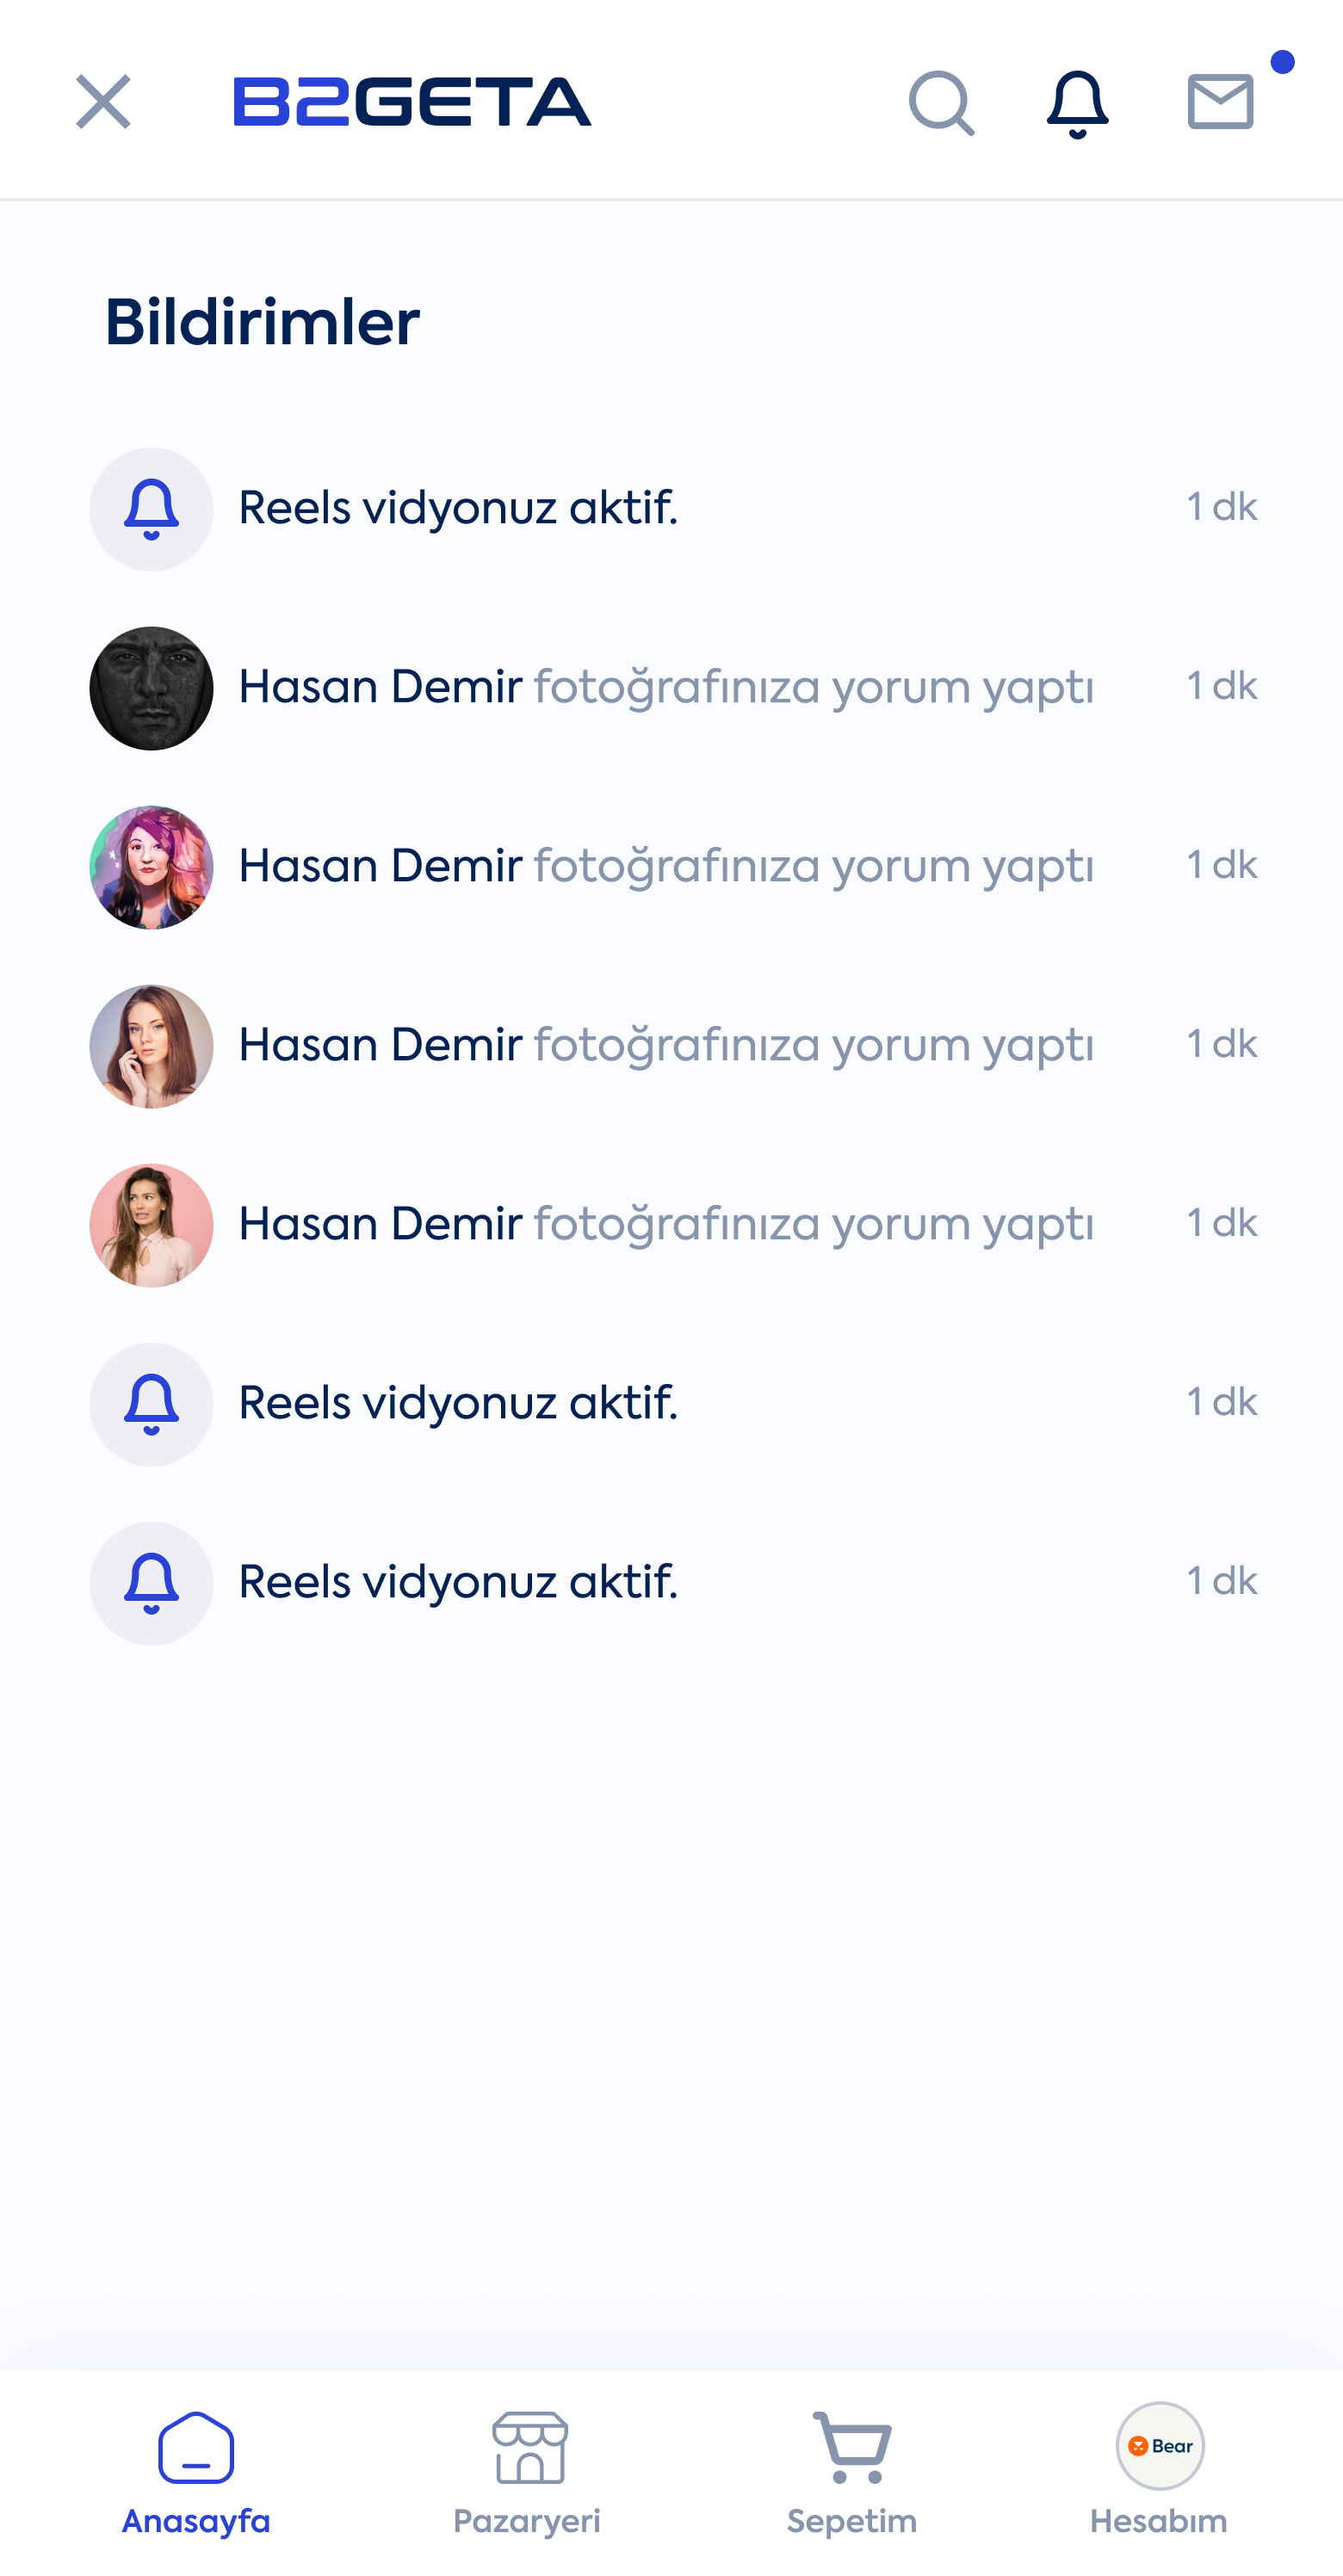 B2GETA
Bildirimler
Reels vidyonuz aktif. 1 dk
Hasan Demir fotoğrafınıza yorum yaptı 1 dk
Hasan Demir fotoğrafınıza yorum yaptı 1 dk
Hasan Demir fotoğrafınıza yorum yaptı 1 dk
Hasan Demir fotoğrafınıza yorum yaptı 1 dk
Reels vidyonuz aktif. 1 dk
Reels vidyonuz aktif. 1 dk
Bear
Anasayfa Pazaryeri Sepetim Hesabım